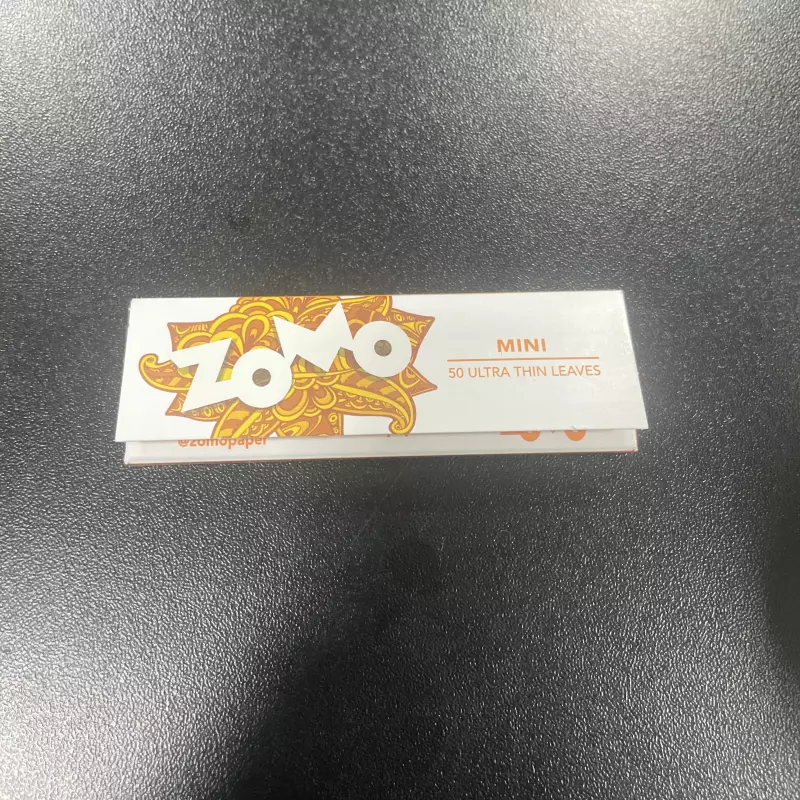 ZOMO
MINI
50 ULTRA THIN LEAVES
@zomopaper